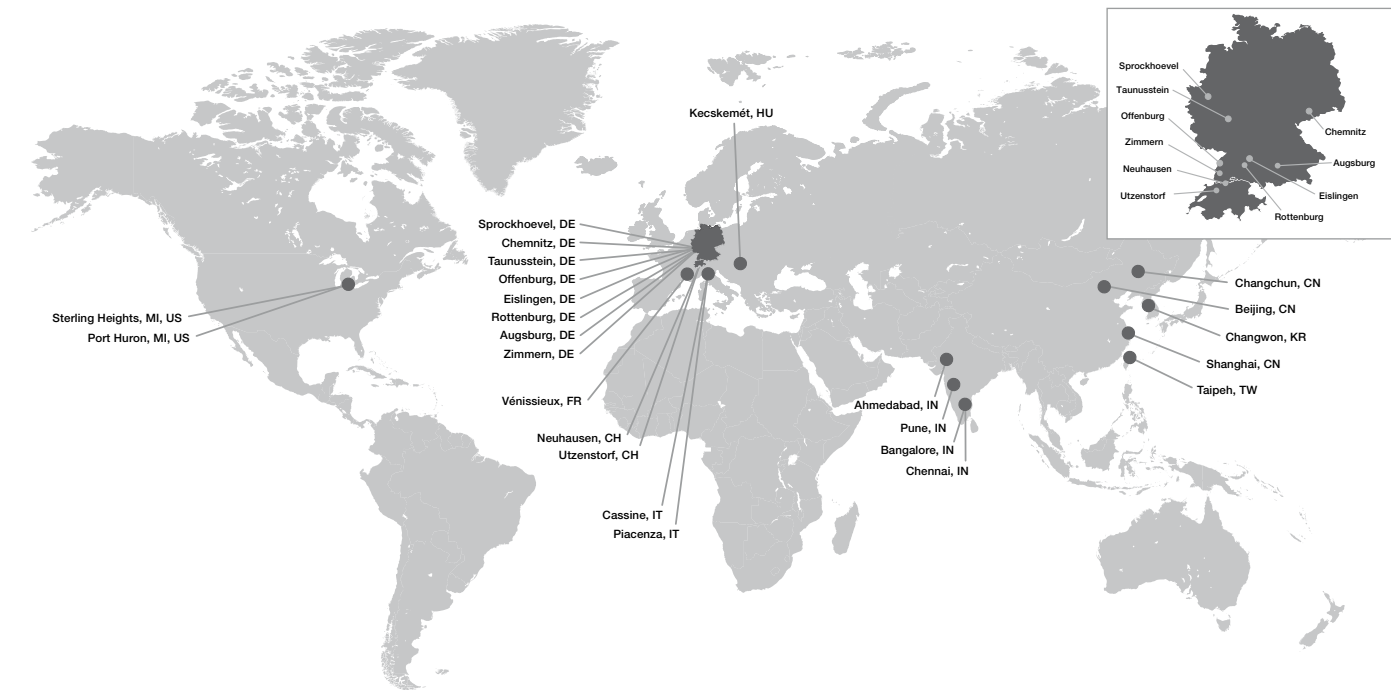 Sprockhoevel
Taunusstein
Offenburg
Zimmern
Neuhausen
Utzenstorf
Chemnitz
Augsburg
Eislingen
Rottenburg
Kecskemét, HU
Sprockhoevel, DE
Chemnitz, DE
Taunusstein, DE
Offenburg, DE
Eislingen, DE
Rottenburg, DE
Augsburg, DE
Zimmern, DE
Vénissieux, FR
Neuhausen, CH
Utzenstorf, CH
Cassine, IT
Piacenza, IT
Sterling Heights, MI, US
Port Huron, MI, US
Changchun, CN
Beijing, CN
Changwon, KR
Shanghai, CN
Taipeh, TW
Ahmedabad, IN
Pune, IN
Bangalore, IN
Chennai, IN